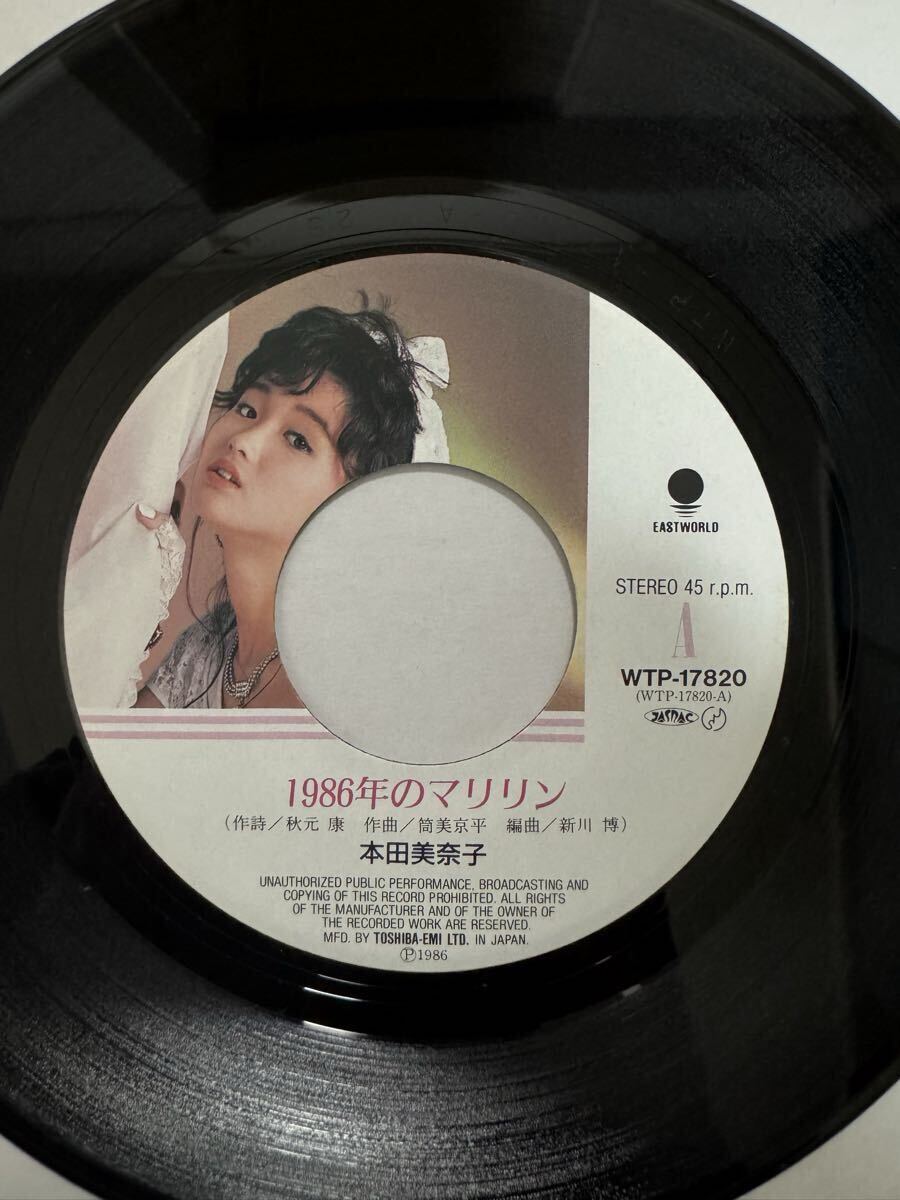 EASTWORLD
STEREO 45 r.p.m.
A
WTP-17820
(WTP-17820-A)
JASRAC
1986年のマリリン
(作詩/秋元 康 作曲/筒美京平 編曲/新川 博)
本田美奈子
UNAUTHORIZED PUBLIC PERFORMANCE, BROADCASTING AND
COPYING OF THIS RECORD PROHIBITED. ALL RIGHTS
OF THE MANUFACTURER AND OF THE OWNER OF
THE RECORDED WORK ARE RESERVED.
MFD. BY TOSHIBA-EMI LTD. IN JAPAN.
Ⓟ1986